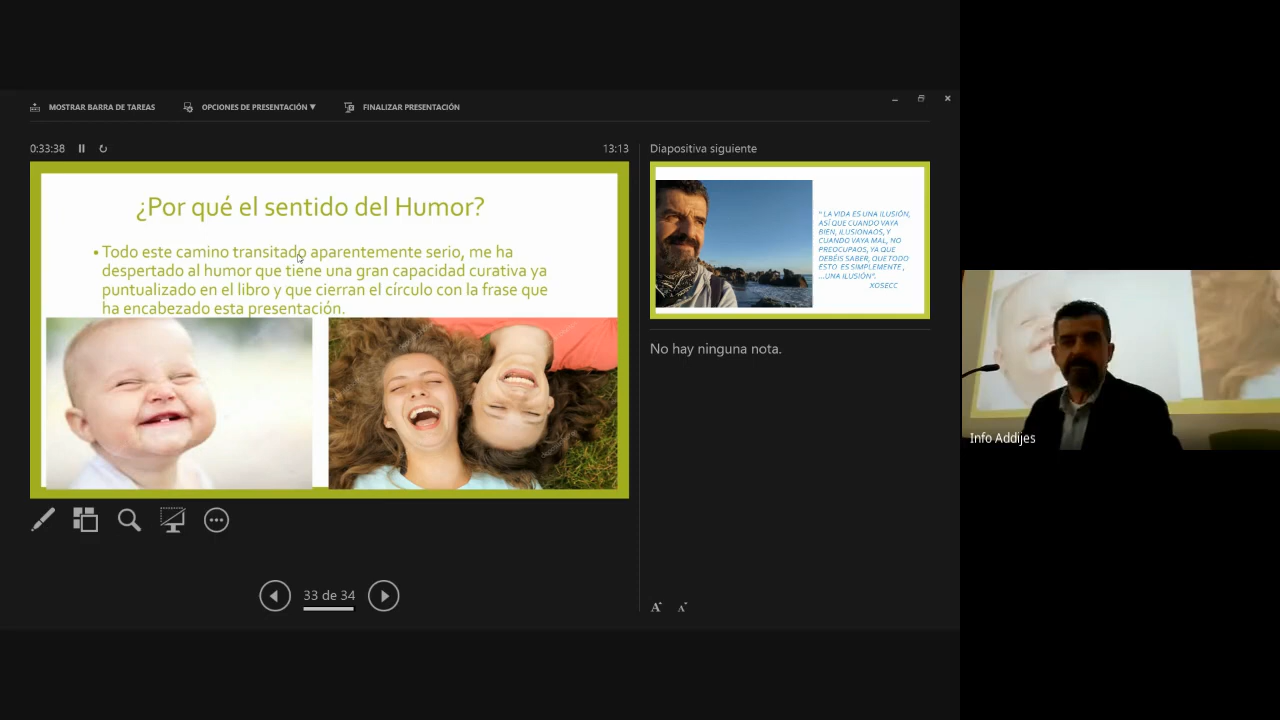 MOSTRAR BARRA DE TAREAS
OPCIONES DE PRESENTACIÓN ▼
FINALIZAR PRESENTACIÓN
0:33:38
13:13
¿Por qué el sentido del Humor?
▪ Todo este camino transitado aparentemente serio, me ha
despertado al humor que tiene una gran capacidad curativa ya
puntualizado en el libro y que cierran el círculo con la frase que
ha encabezado esta presentación.
33 de 34
Diapositiva siguiente
" LA VIDA ES UNA ILUSIÓN,
ASÍ QUE CUANDO VAYA
BIEN, ILUSIONAOS, Y
CUANDO VAYA MAL, NO
PREOCUPAOS, YA QUE
DEBÉIS SABER, QUE TODO
ESTO ES SIMPLEMENTE ,
...UNA ILUSIÓN".
XOSECC
No hay ninguna nota.
A A
Info Addijes